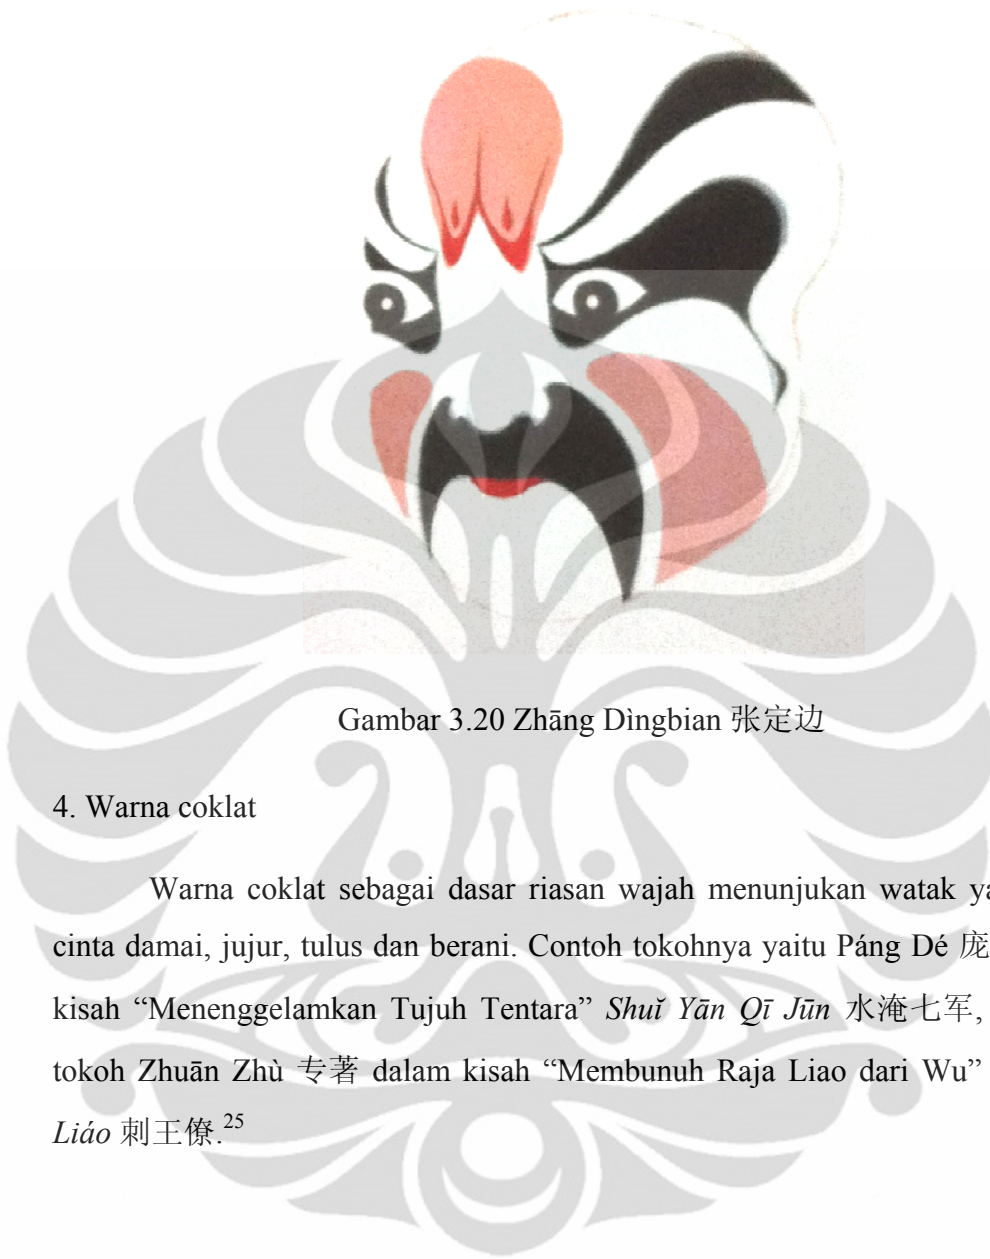 Gambar 3.20 Zhāng Dìngbian 张定边
4. Warna coklat
Warna coklat sebagai dasar riasan wajah menunjukan watak
cinta damai, jujur, tulus dan berani. Contoh tokohnya yaitu Páng Dé 庞
kisah “Menenggelamkan Tujuh Tentara” Shuǐ Yān Qī Jūn 水淹七军,
tokoh Zhuān Zhù 专著 dalam kisah “Membunuh Raja Liao dari Wu”
Liáo 刺王僚.25